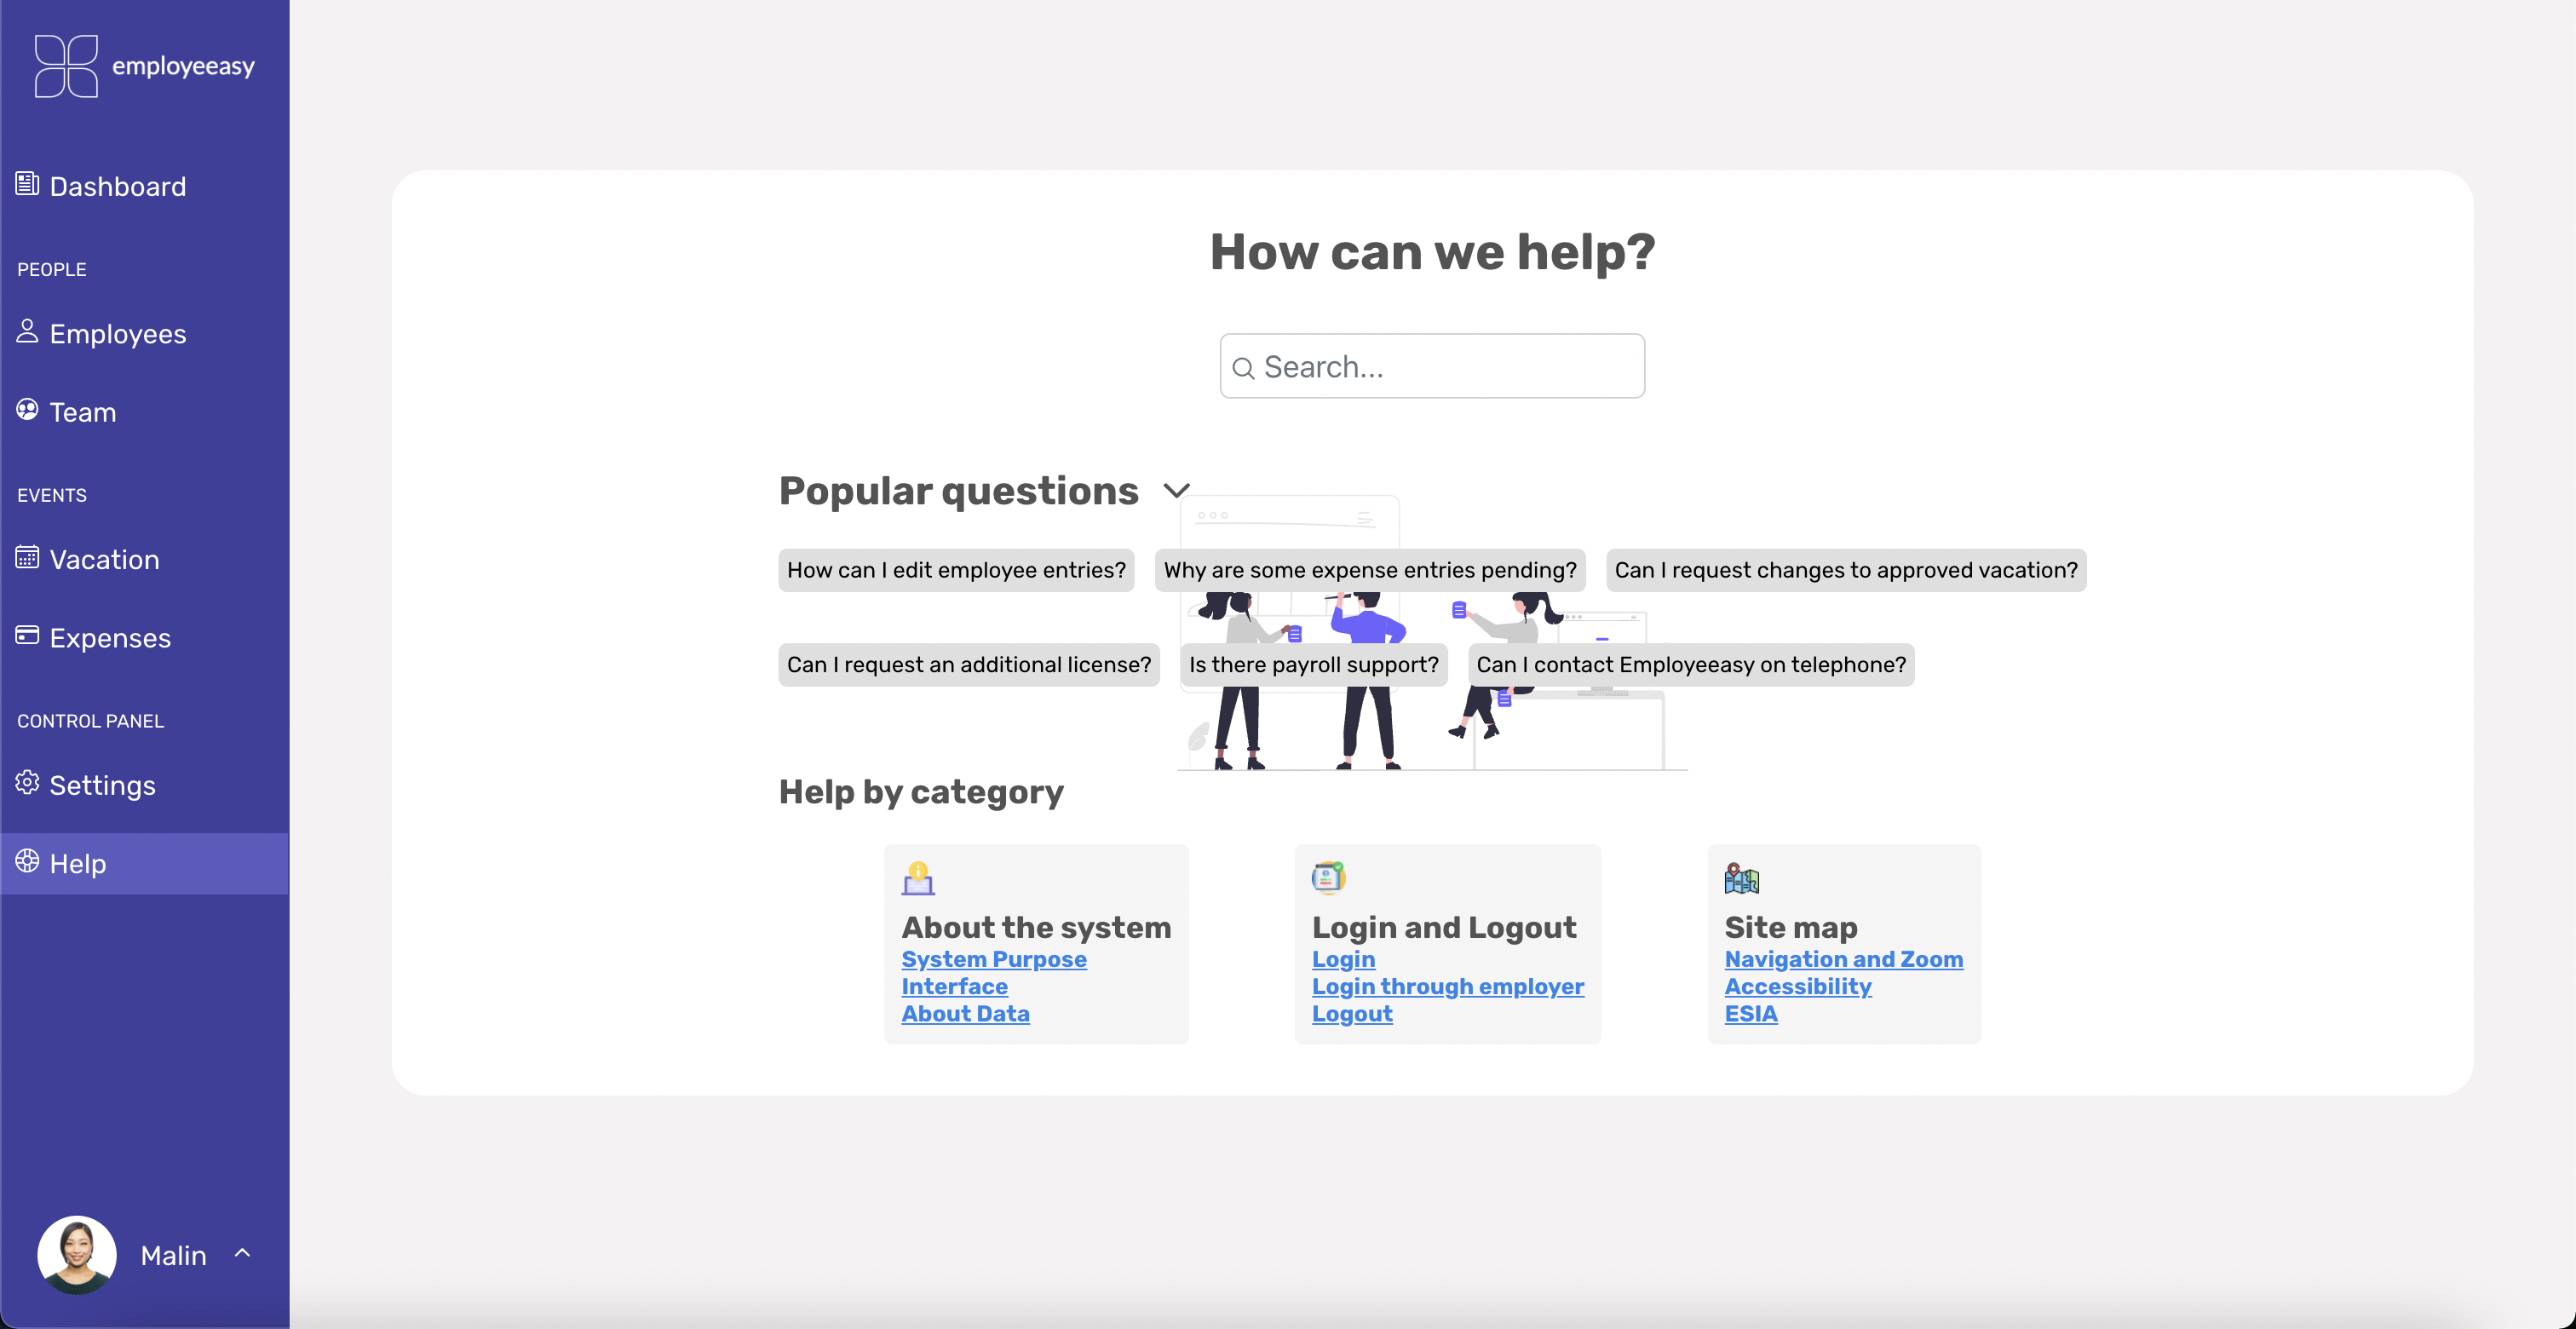 employeeasy
Dashboard
PEOPLE
Employees
Team
EVENTS
Vacation
Expenses
CONTROL PANEL
Settings
Help
Malin
How can we help?
Search...
Popular questions
How can I edit employee entries?
Why are some expense entries pending?
Can I request changes to approved vacation?
Can I request an additional license?
Is there payroll support?
Can I contact Employeeasy on telephone?
Help by category
About the system
System Purpose
Interface
About Data
Login and Logout
Login
Login through employer
Logout
Site map
Navigation and Zoom
Accessibility
ESIA